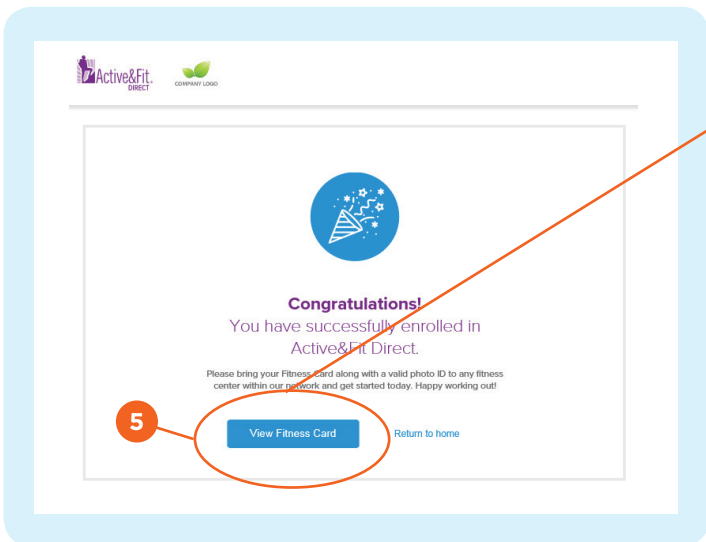 Active&Fit.
DIRECT
COMPANY LOGO
Congratulations!
You have successfully enrolled in
Active&Fit Direct.
Please bring your Fitness Card along with a valid photo ID to any fitness
center within our network and get started today. Happy working out!
5
View Fitness Card
Return to home